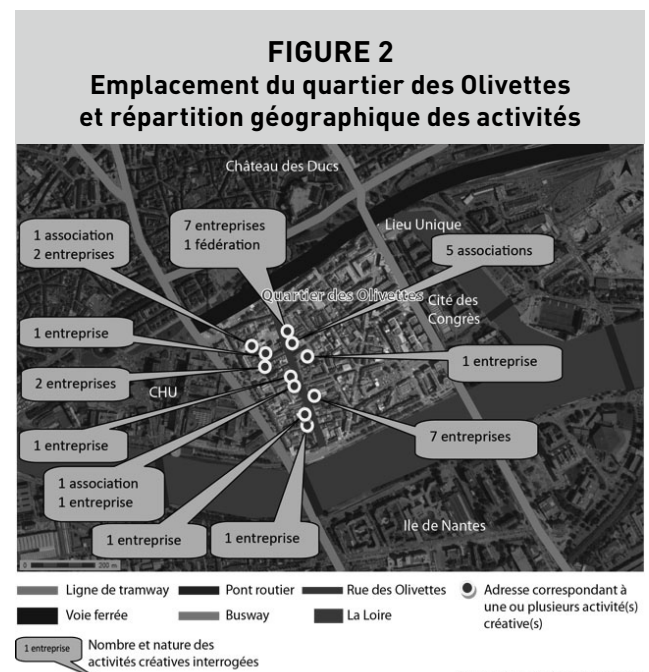 FIGURE 2
Emplacement du quartier des Olivettes
et répartition géographique des activités
Château des Ducs
Lieu Unique
1 association
2 entreprises
7 entreprises
1 fédération
5 associations
Quartier des Olivettes
Cité des
Congrès
1 entreprise
1 entreprise
2 entreprises
CHU
1 entreprise
7 entreprises
1 association
1 entreprise
1 entreprise
1 entreprise
Ile de Nantes
0 200 m
Ligne de tramway
Pont routier
Rue des Olivettes
Adresse correspondant à
une ou plusieurs activité(s)
créative(s)
Voie ferrée
Busway
La Loire
1 entreprise
Nombre et nature des
activités créatives interrogées